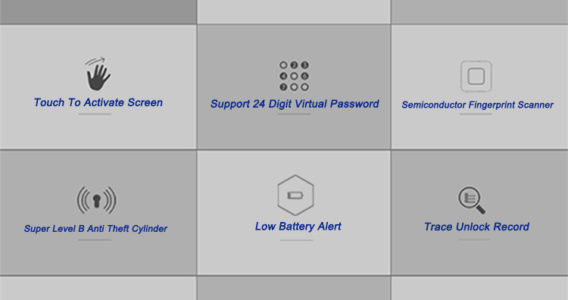 Touch To Activate Screen
Support 24 Digit Virtual Password
Semiconductor Fingerprint Scanner
Super Level B Anti Theft Cylinder
Low Battery Alert
Trace Unlock Record